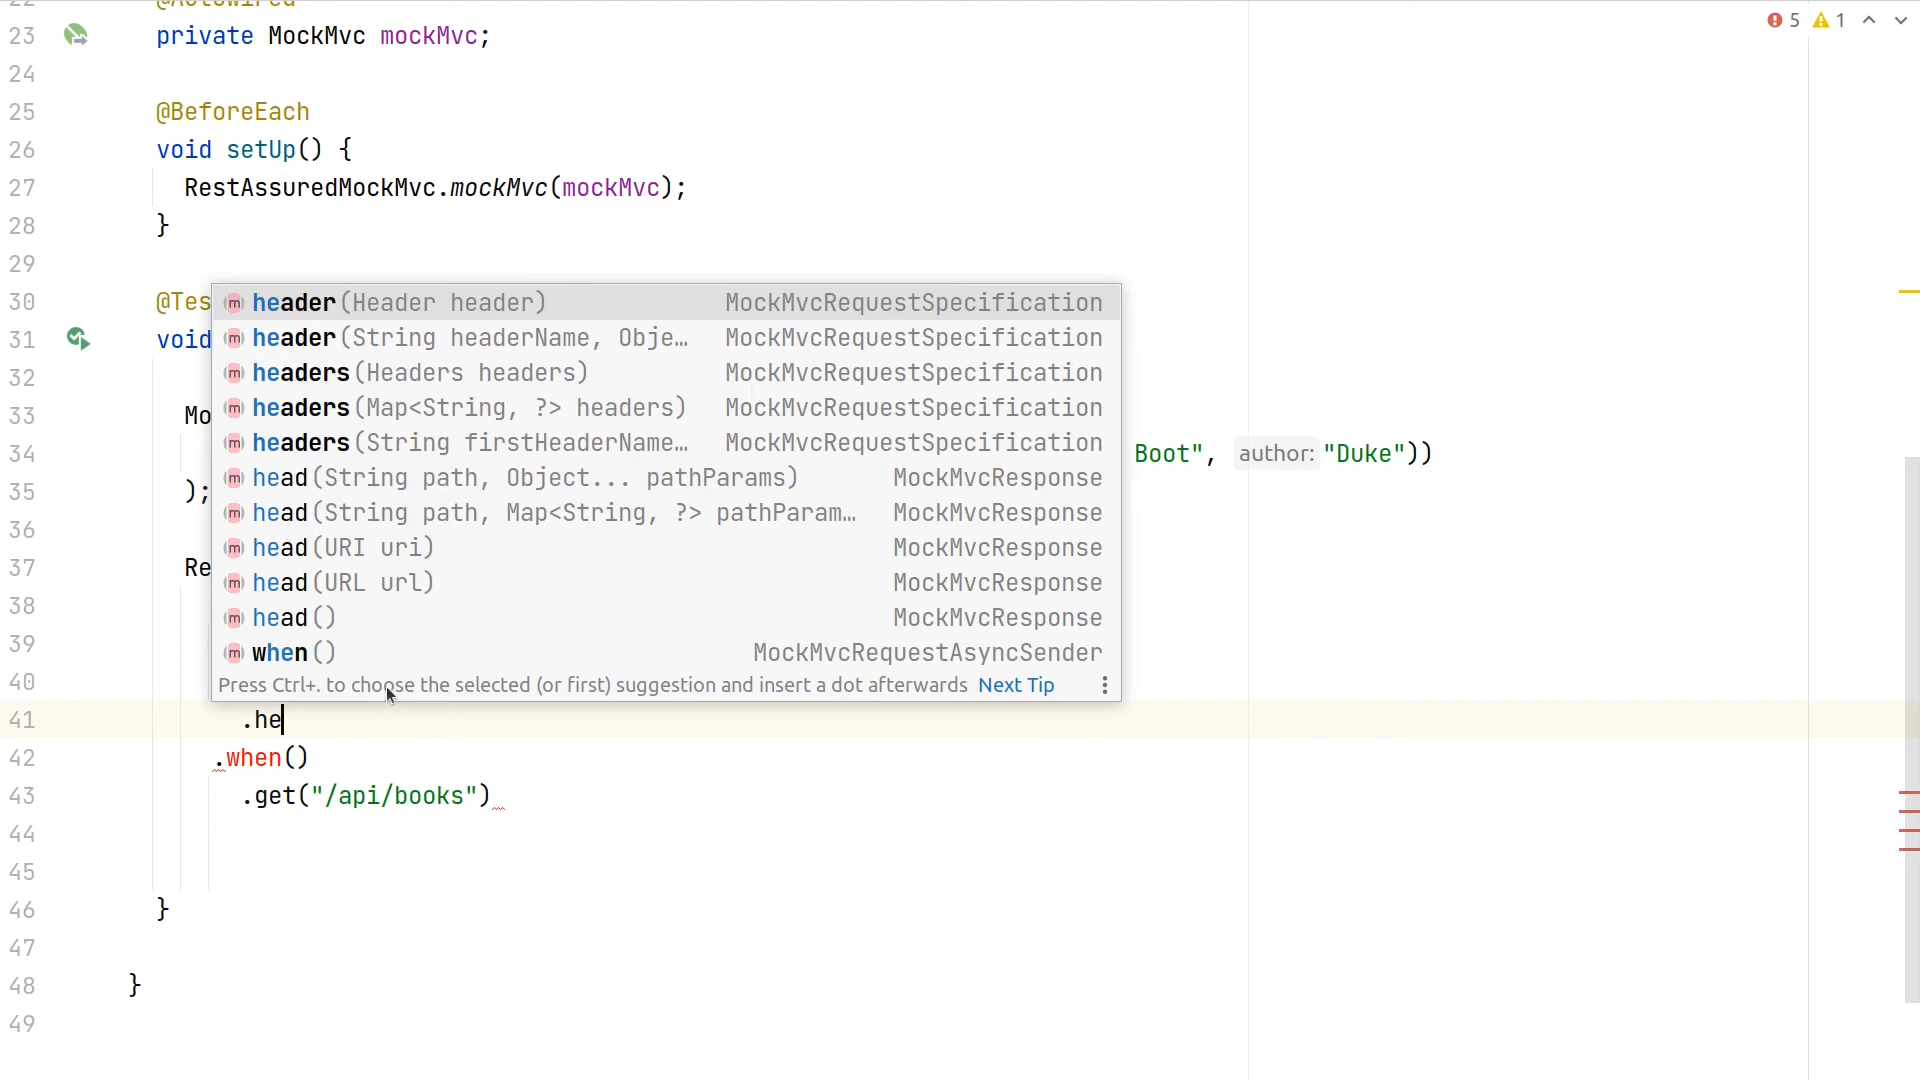 22 @Autowired
5 1
23 private MockMvc mockMvc;
24
25 @BeforeEach
26 void setUp() {
27 RestAssuredMockMvc.mockMvc(mockMvc);
28 }
29
30 @Tes
header(Header header) MockMvcRequestSpecification
31 void
header(String headerName, Obje… MockMvcRequestSpecification
32
headers(Headers headers) MockMvcRequestSpecification
33 Mo
headers(Map<String, ?> headers) MockMvcRequestSpecification
34 headers(String firstHeaderName… MockMvcRequestSpecification Boot", author: "Duke"))
35 );
head(String path, Object... pathParams) MockMvcResponse
36
head(String path, Map<String, ?> pathParam… MockMvcResponse
37 Re
head(URI uri) MockMvcResponse
head(URL url) MockMvcResponse
38
head() MockMvcResponse
39
when() MockMvcRequestAsyncSender
40
Press Ctrl+. to choose the selected (or first) suggestion and insert a dot afterwards Next Tip
41 .he
42 .when()
43 .get("/api/books")
44
45
46 }
47
48 }
49